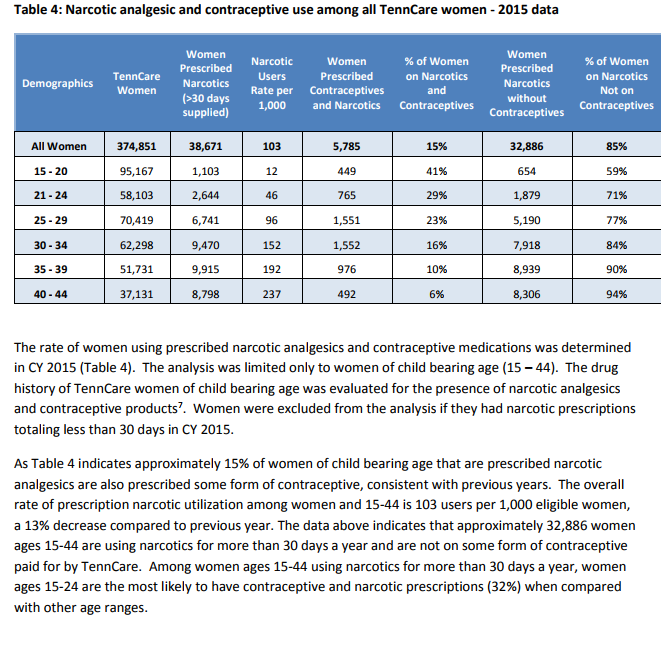 Table 4: Narcotic analgesic and contraceptive use among all TennCare women - 2015 data
Demographics | TennCare Women | Women Prescribed Narcotics (>30 days supplied) | Narcotic Users Rate per 1,000 | Women Prescribed Contraceptives and Narcotics | % of Women on Narcotics and Contraceptives | Women Prescribed Narcotics without Contraceptives | % of Women on Narcotics Not on Contraceptives
All Women 374,851 38,671 103 5,785 15% 32,886 85%
15 - 20 95,167 1,103 12 449 41% 654 59%
21 - 24 58,103 2,644 46 765 29% 1,879 71%
25 - 29 70,419 6,741 96 1,551 23% 5,190 77%
30 - 34 62,298 9,470 152 1,552 16% 7,918 84%
35 - 39 51,731 9,915 192 976 10% 8,939 90%
40 - 44 37,131 8,798 237 492 6% 8,306 94%
The rate of women using prescribed narcotic analgesics and contraceptive medications was determined
in CY 2015 (Table 4). The analysis was limited only to women of child bearing age (15 – 44). The drug
history of TennCare women of child bearing age was evaluated for the presence of narcotic analgesics
and contraceptive products7. Women were excluded from the analysis if they had narcotic prescriptions
totaling less than 30 days in CY 2015.
As Table 4 indicates approximately 15% of women of child bearing age that are prescribed narcotic
analgesics are also prescribed some form of contraceptive, consistent with previous years. The overall
rate of prescription narcotic utilization among women and 15-44 is 103 users per 1,000 eligible women,
a 13% decrease compared to previous year. The data above indicates that approximately 32,886 women
ages 15-44 are using narcotics for more than 30 days a year and are not on some form of contraceptive
paid for by TennCare. Among women ages 15-44 using narcotics for more than 30 days a year, women
ages 15-24 are the most likely to have contraceptive and narcotic prescriptions (32%) when compared
with other age ranges.